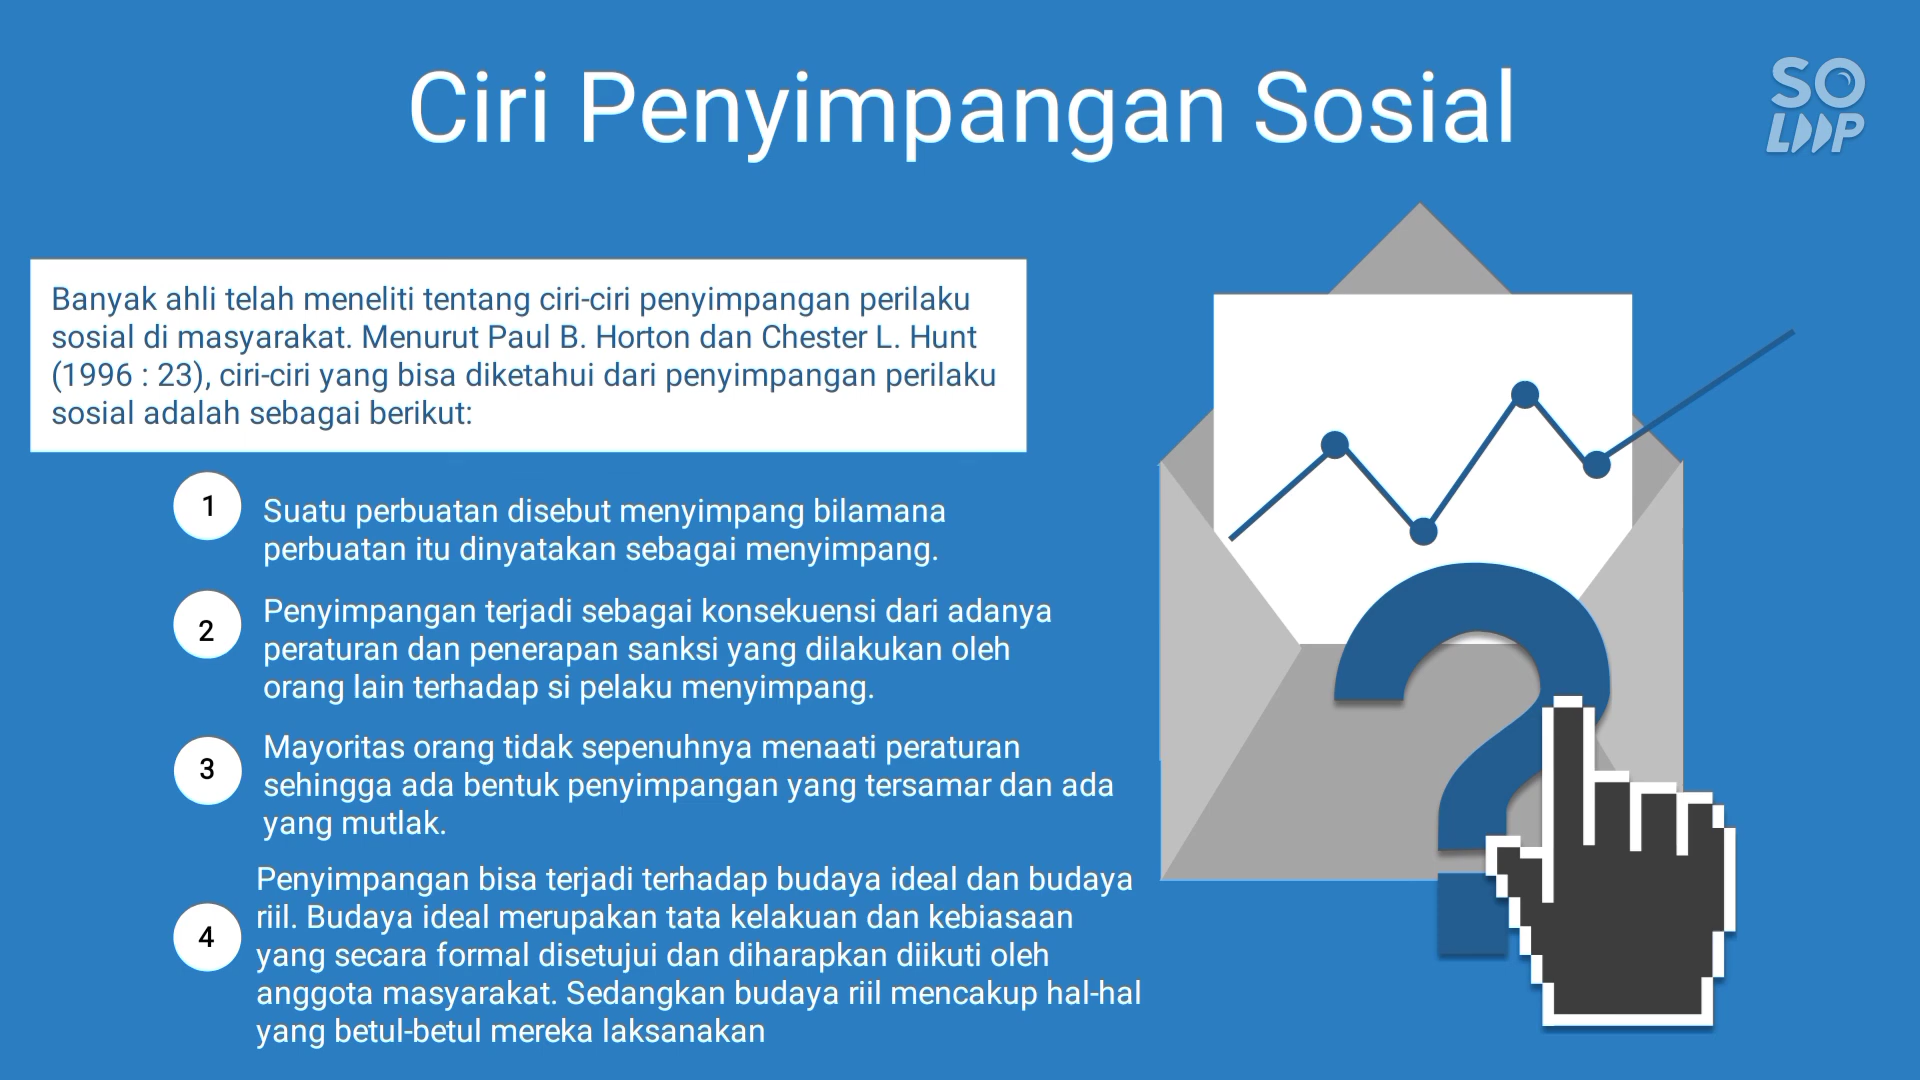 Ciri Penyimpangan Sosial
SO
LOOP
Banyak ahli telah meneliti tentang ciri-ciri penyimpangan perilaku
sosial di masyarakat. Menurut Paul B. Horton dan Chester L. Hunt
(1996 : 23), ciri-ciri yang bisa diketahui dari penyimpangan perilaku
sosial adalah sebagai berikut:
1
Suatu perbuatan disebut menyimpang bilamana
perbuatan itu dinyatakan sebagai menyimpang.
2
Penyimpangan terjadi sebagai konsekuensi dari adanya
peraturan dan penerapan sanksi yang dilakukan oleh
orang lain terhadap si pelaku menyimpang.
3
Mayoritas orang tidak sepenuhnya menaati peraturan
sehingga ada bentuk penyimpangan yang tersamar dan ada
yang mutlak.
4
Penyimpangan bisa terjadi terhadap budaya ideal dan budaya
riil. Budaya ideal merupakan tata kelakuan dan kebiasaan
yang secara formal disetujui dan diharapkan diikuti oleh
anggota masyarakat. Sedangkan budaya riil mencakup hal-hal
yang betul-betul mereka laksanakan
?